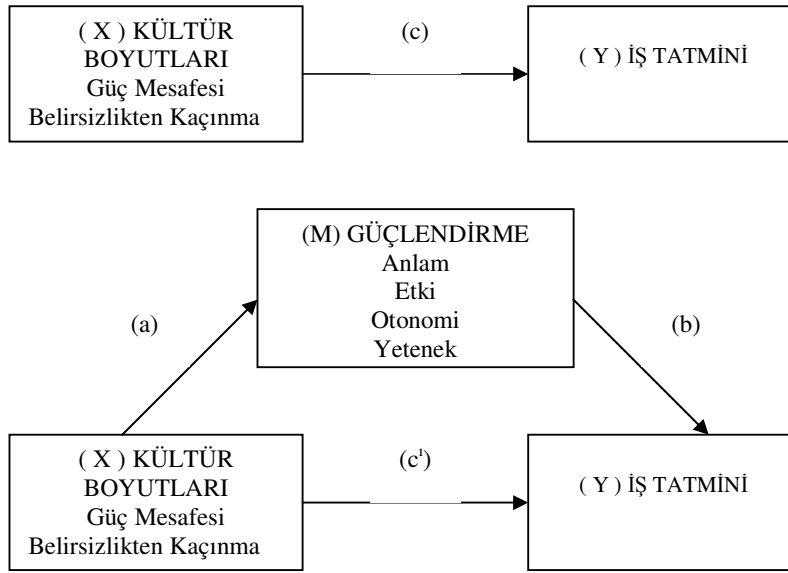 ( X ) KÜLTÜR
BOYUTLARI
Güç Mesafesi
Belirsizlikten Kaçınma
(c)
( Y ) İŞ TATMİNİ
(M) GÜÇLENDİRME
Anlam
Etki
Otonomi
Yetenek
(a)
(b)
( X ) KÜLTÜR
BOYUTLARI
Güç Mesafesi
Belirsizlikten Kaçınma
(c¹)
( Y ) İŞ TATMİNİ